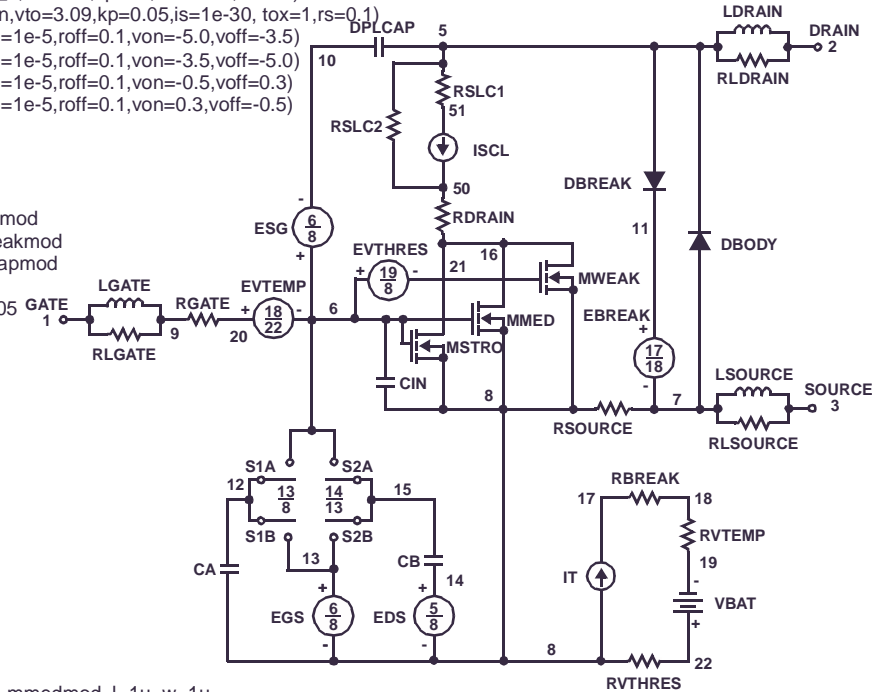 n,vto=3.09,kp=0.05,is=1e-30, tox=1,rs=0.1)
=1e-5,roff=0.1,von=-5.0,voff=-3.5)
=1e-5,roff=0.1,von=-3.5,voff=-5.0)
=1e-5,roff=0.1,von=-0.5,voff=0.3)
=1e-5,roff=0.1,von=0.3,voff=-0.5)
mod
eakmod
apmod
05
DPLCAP
5
10
LDRAIN
DRAIN
2
RLDRAIN
RSLC1
51
RSLC2
ISCL
50
DBREAK
RDRAIN
11
DBODY
-
ESG
6
8
+
EVTHRES
+
19
8
-
21
16
MWEAK
LGATE
GATE
1
RLGATE
9
RGATE
20
EVTEMP
+
18
22
-
6
MMED
MSTRO
EBREAK
+
17
18
-
CIN
8
RSOURCE
7
LSOURCE
SOURCE
3
RLSOURCE
S1A
S2A
12
13
8
14
13
15
S1B
S2B
13
CA
CB
14
+
EGS
6
8
-
+
EDS
5
8
-
RBREAK
17
18
RVTEMP
19
IT
-
VBAT
+
8
22
RVTHRES